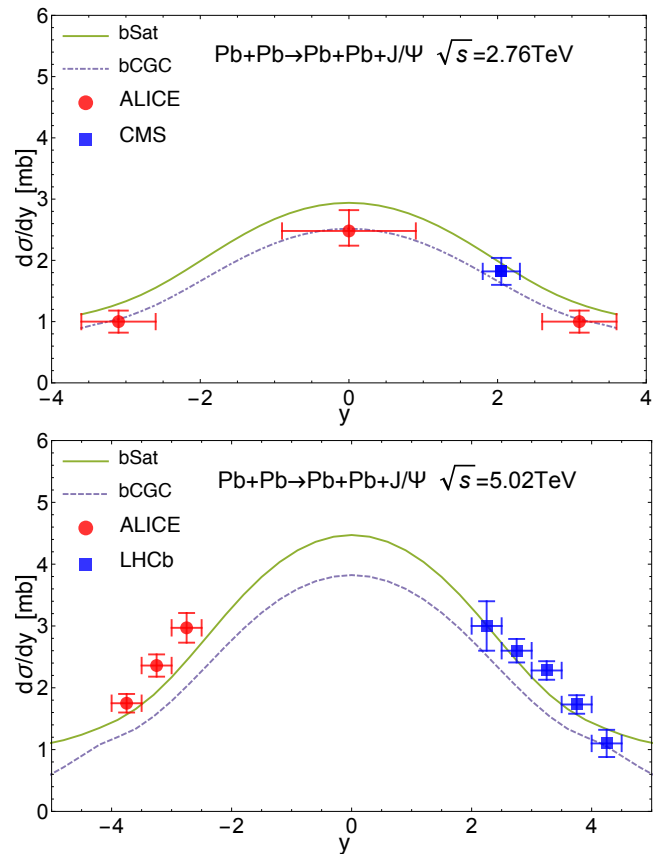 6
bSat
Pb+Pb→Pb+Pb+J/Ψ √s=2.76TeV
5
bCGC
ALICE
CMS
4
dσ/dy [mb]
3
2
1
0
−4 −2 0 2 4
y
6
bSat
Pb+Pb→Pb+Pb+J/Ψ √s=5.02TeV
bCGC
5
ALICE
LHCb
4
dσ/dy [mb]
3
2
1
0
−4 −2 0 2 4
y